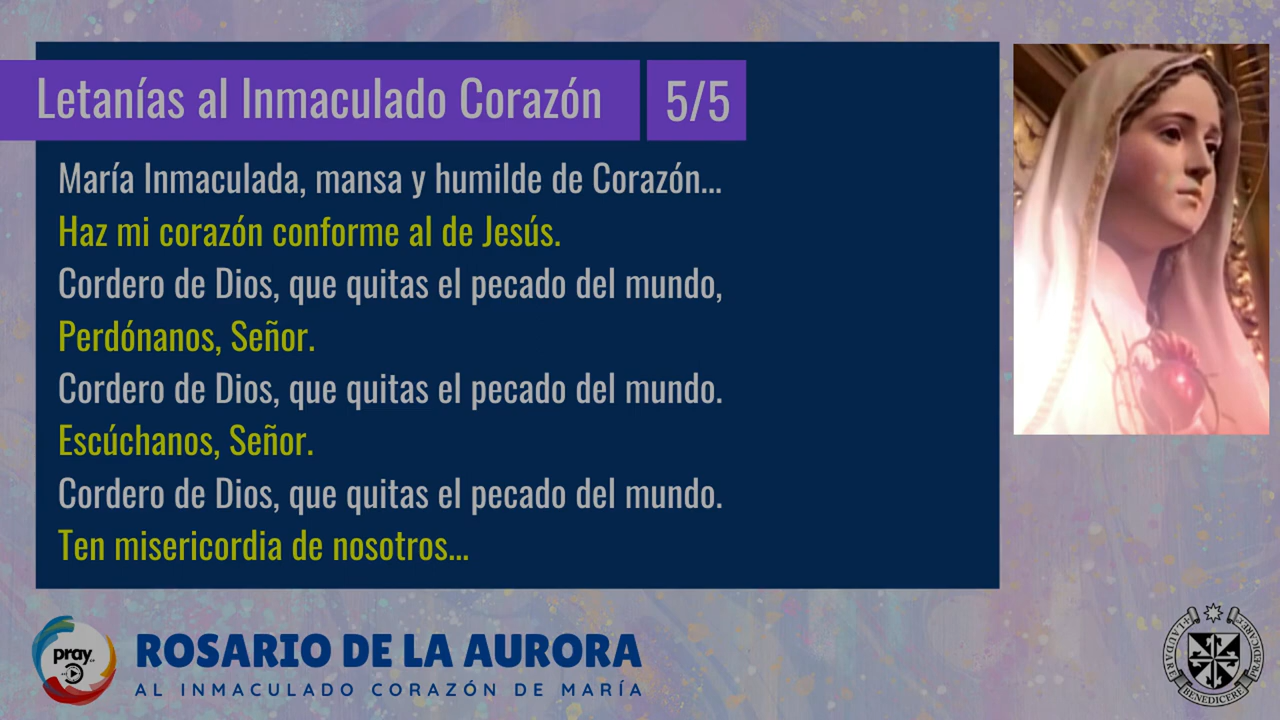 Letanías al Inmaculado Corazón 5/5
María Inmaculada, mansa y humilde de Corazón...
Haz mi corazón conforme al de Jesús.
Cordero de Dios, que quitas el pecado del mundo,
Perdónanos, Señor.
Cordero de Dios, que quitas el pecado del mundo.
Escúchanos, Señor.
Cordero de Dios, que quitas el pecado del mundo.
Ten misericordia de nosotros...
pray
ROSARIO DE LA AURORA
AL INMACULADO CORAZÓN DE MARÍA
LAUDARE
BENEDICERE
PRÆDICARE